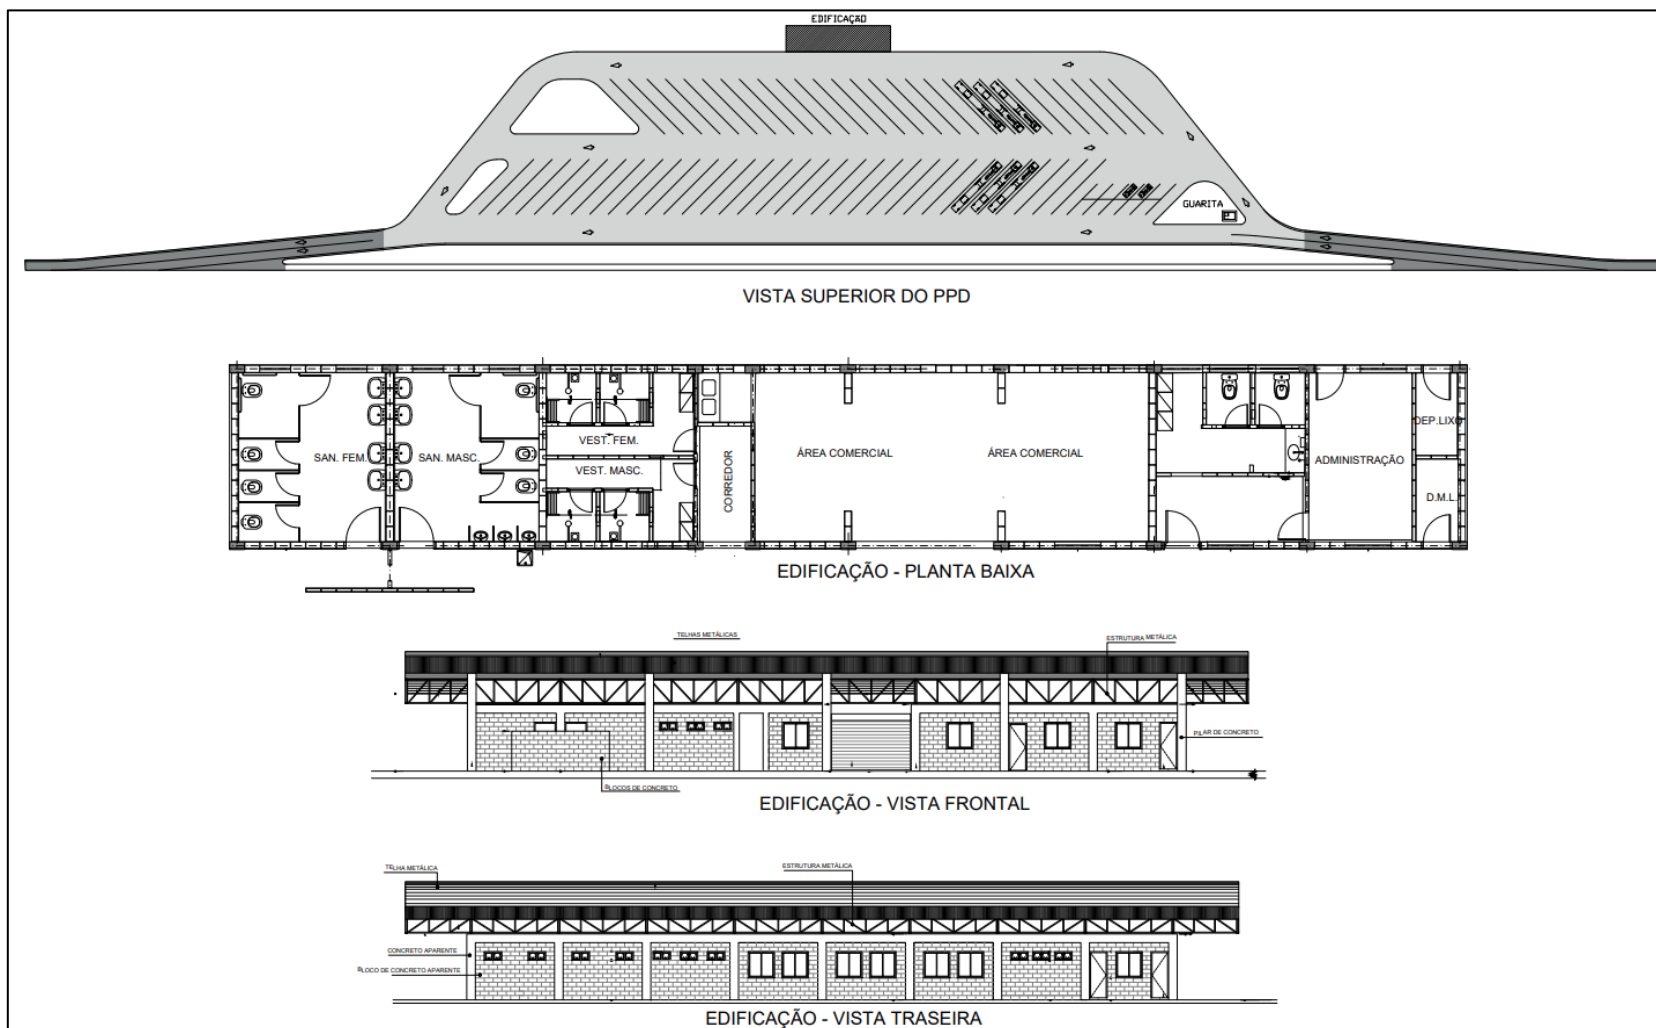 EDIFICAÇÃO
GUARITA
VISTA SUPERIOR DO PPD
SAN. FEM.
SAN. MASC.
VEST. FEM.
VEST. MASC.
CORREDOR
ÁREA COMERCIAL
ÁREA COMERCIAL
ADMINISTRAÇÃO
DEP.LIXO
D.M.L.
EDIFICAÇÃO - PLANTA BAIXA
TELHAS METÁLICAS
ESTRUTURA METÁLICA
PILAR DE CONCRETO
BLOCOS DE CONCRETO
EDIFICAÇÃO - VISTA FRONTAL
TELHA METÁLICA
ESTRUTURA METÁLICA
CONCRETO APARENTE
BLOCO DE CONCRETO APARENTE
EDIFICAÇÃO - VISTA TRASEIRA